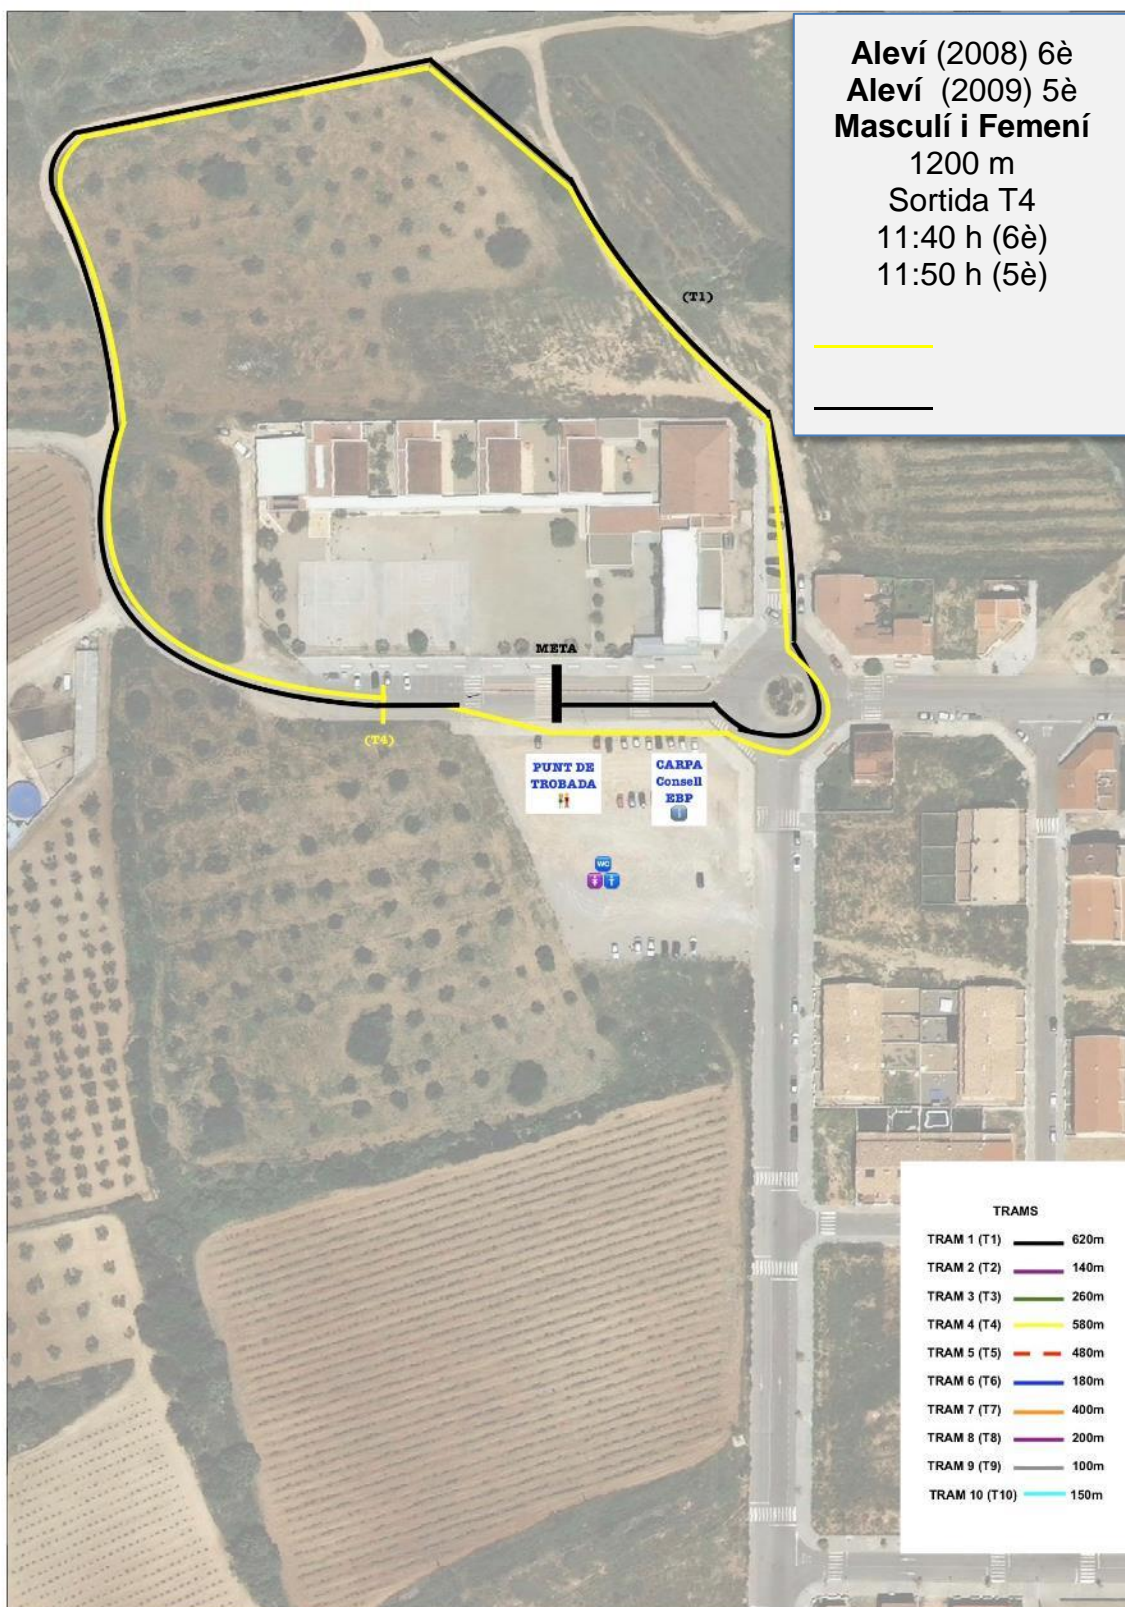 Aleví (2008) 6è
Aleví (2009) 5è
Masculí i Femení
1200 m
Sortida T4
11:40 h (6è)
11:50 h (5è)
(T1)
META
(T4)
PUNT DE
TROBADA
CARPA
Consell
EBP
WC
TRAMS
TRAM 1 (T1) 620m
TRAM 2 (T2) 140m
TRAM 3 (T3) 260m
TRAM 4 (T4) 580m
TRAM 5 (T5) 480m
TRAM 6 (T6) 180m
TRAM 7 (T7) 400m
TRAM 8 (T8) 200m
TRAM 9 (T9) 100m
TRAM 10 (T10) 150m